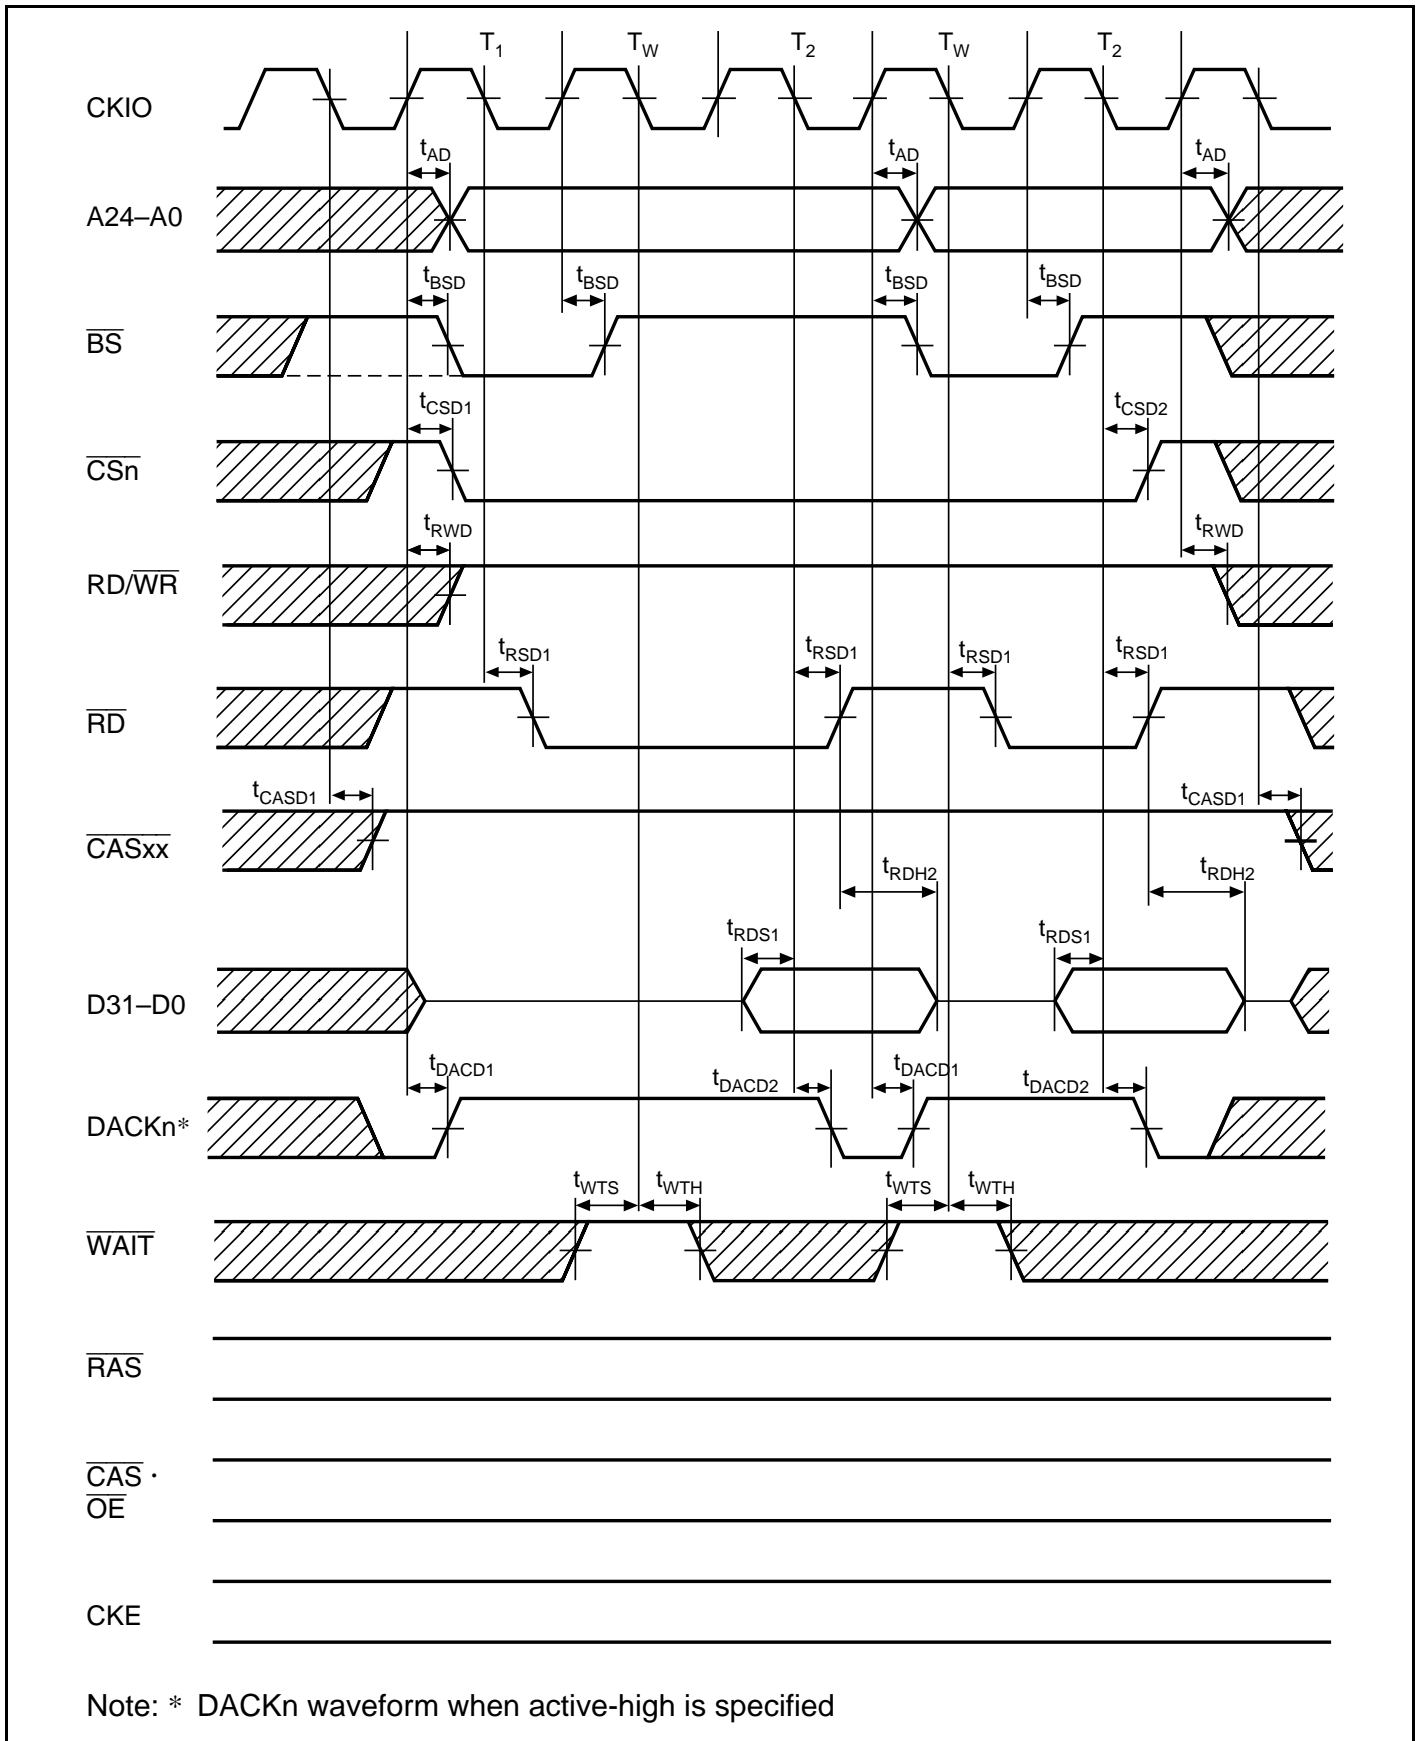 T1 TW T2 TW T2
CKIO
tAD tAD tAD
A24–A0
tBSD tBSD tBSD tBSD
BS
tCSD1 tCSD2
CSn
tRWD tRWD
RD/WR
tRSD1 tRSD1 tRSD1 tRSD1
RD
tCASD1 tCASD1
CASxx
tRDH2 tRDH2
tRDS1 tRDS1
D31–D0
tDACD1 tDACD2 tDACD1 tDACD2
DACKn*
tWTS tWTH tWTS tWTH
WAIT
RAS
CAS ·
OE
CKE
Note: * DACKn waveform when active-high is specified